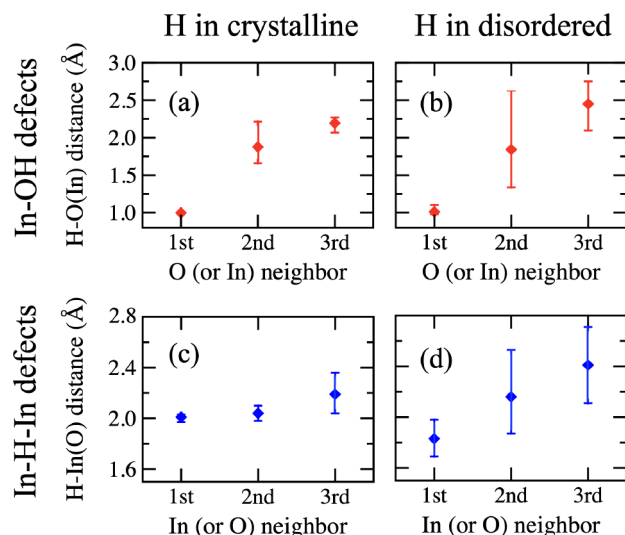 H in crystalline
H in disordered
In-OH defects
H-O(In) distance (Å)
3.0
2.5
2.0
1.5
1.0
(a)
1st
2nd
3rd
O (or In) neighbor
(b)
1st
2nd
3rd
O (or In) neighbor
In-H-In defects
H-In(O) distance (Å)
2.8
2.4
2.0
1.6
(c)
1st
2nd
3rd
In (or O) neighbor
(d)
1st
2nd
3rd
In (or O) neighbor